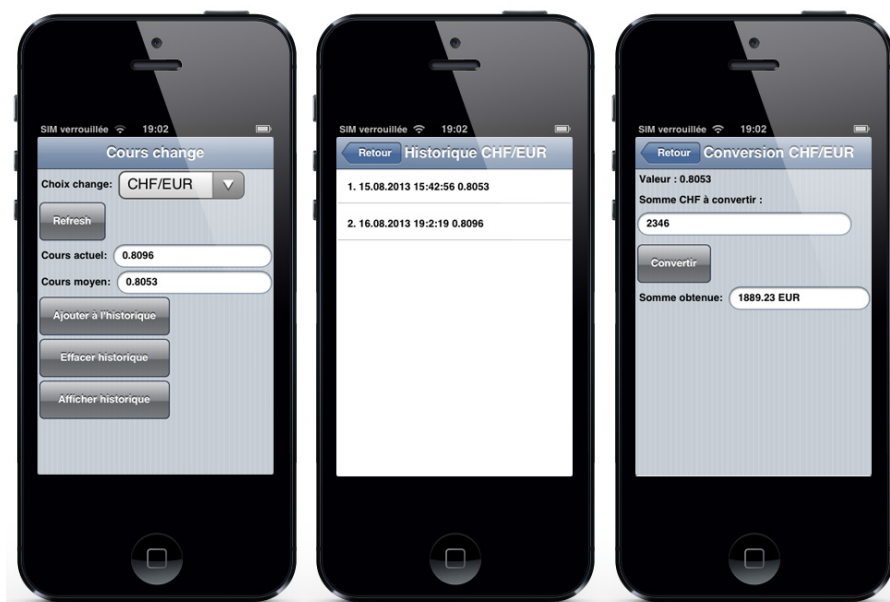 SIM verrouillée 19:02
Cours change
Choix change: CHF/EUR
Refresh
Cours actuel: 0.8096
Cours moyen: 0.8053
Ajouter à l'historique
Effacer historique
Afficher historique
SIM verrouillée 19:02
Retour Historique CHF/EUR
1. 15.08.2013 15:42:56 0.8053
2. 16.08.2013 19:2:19 0.8096
SIM verrouillée 19:02
Retour Conversion CHF/EUR
Valeur : 0.8053
Somme CHF à convertir :
2346
Convertir
Somme obtenue: 1889.23 EUR